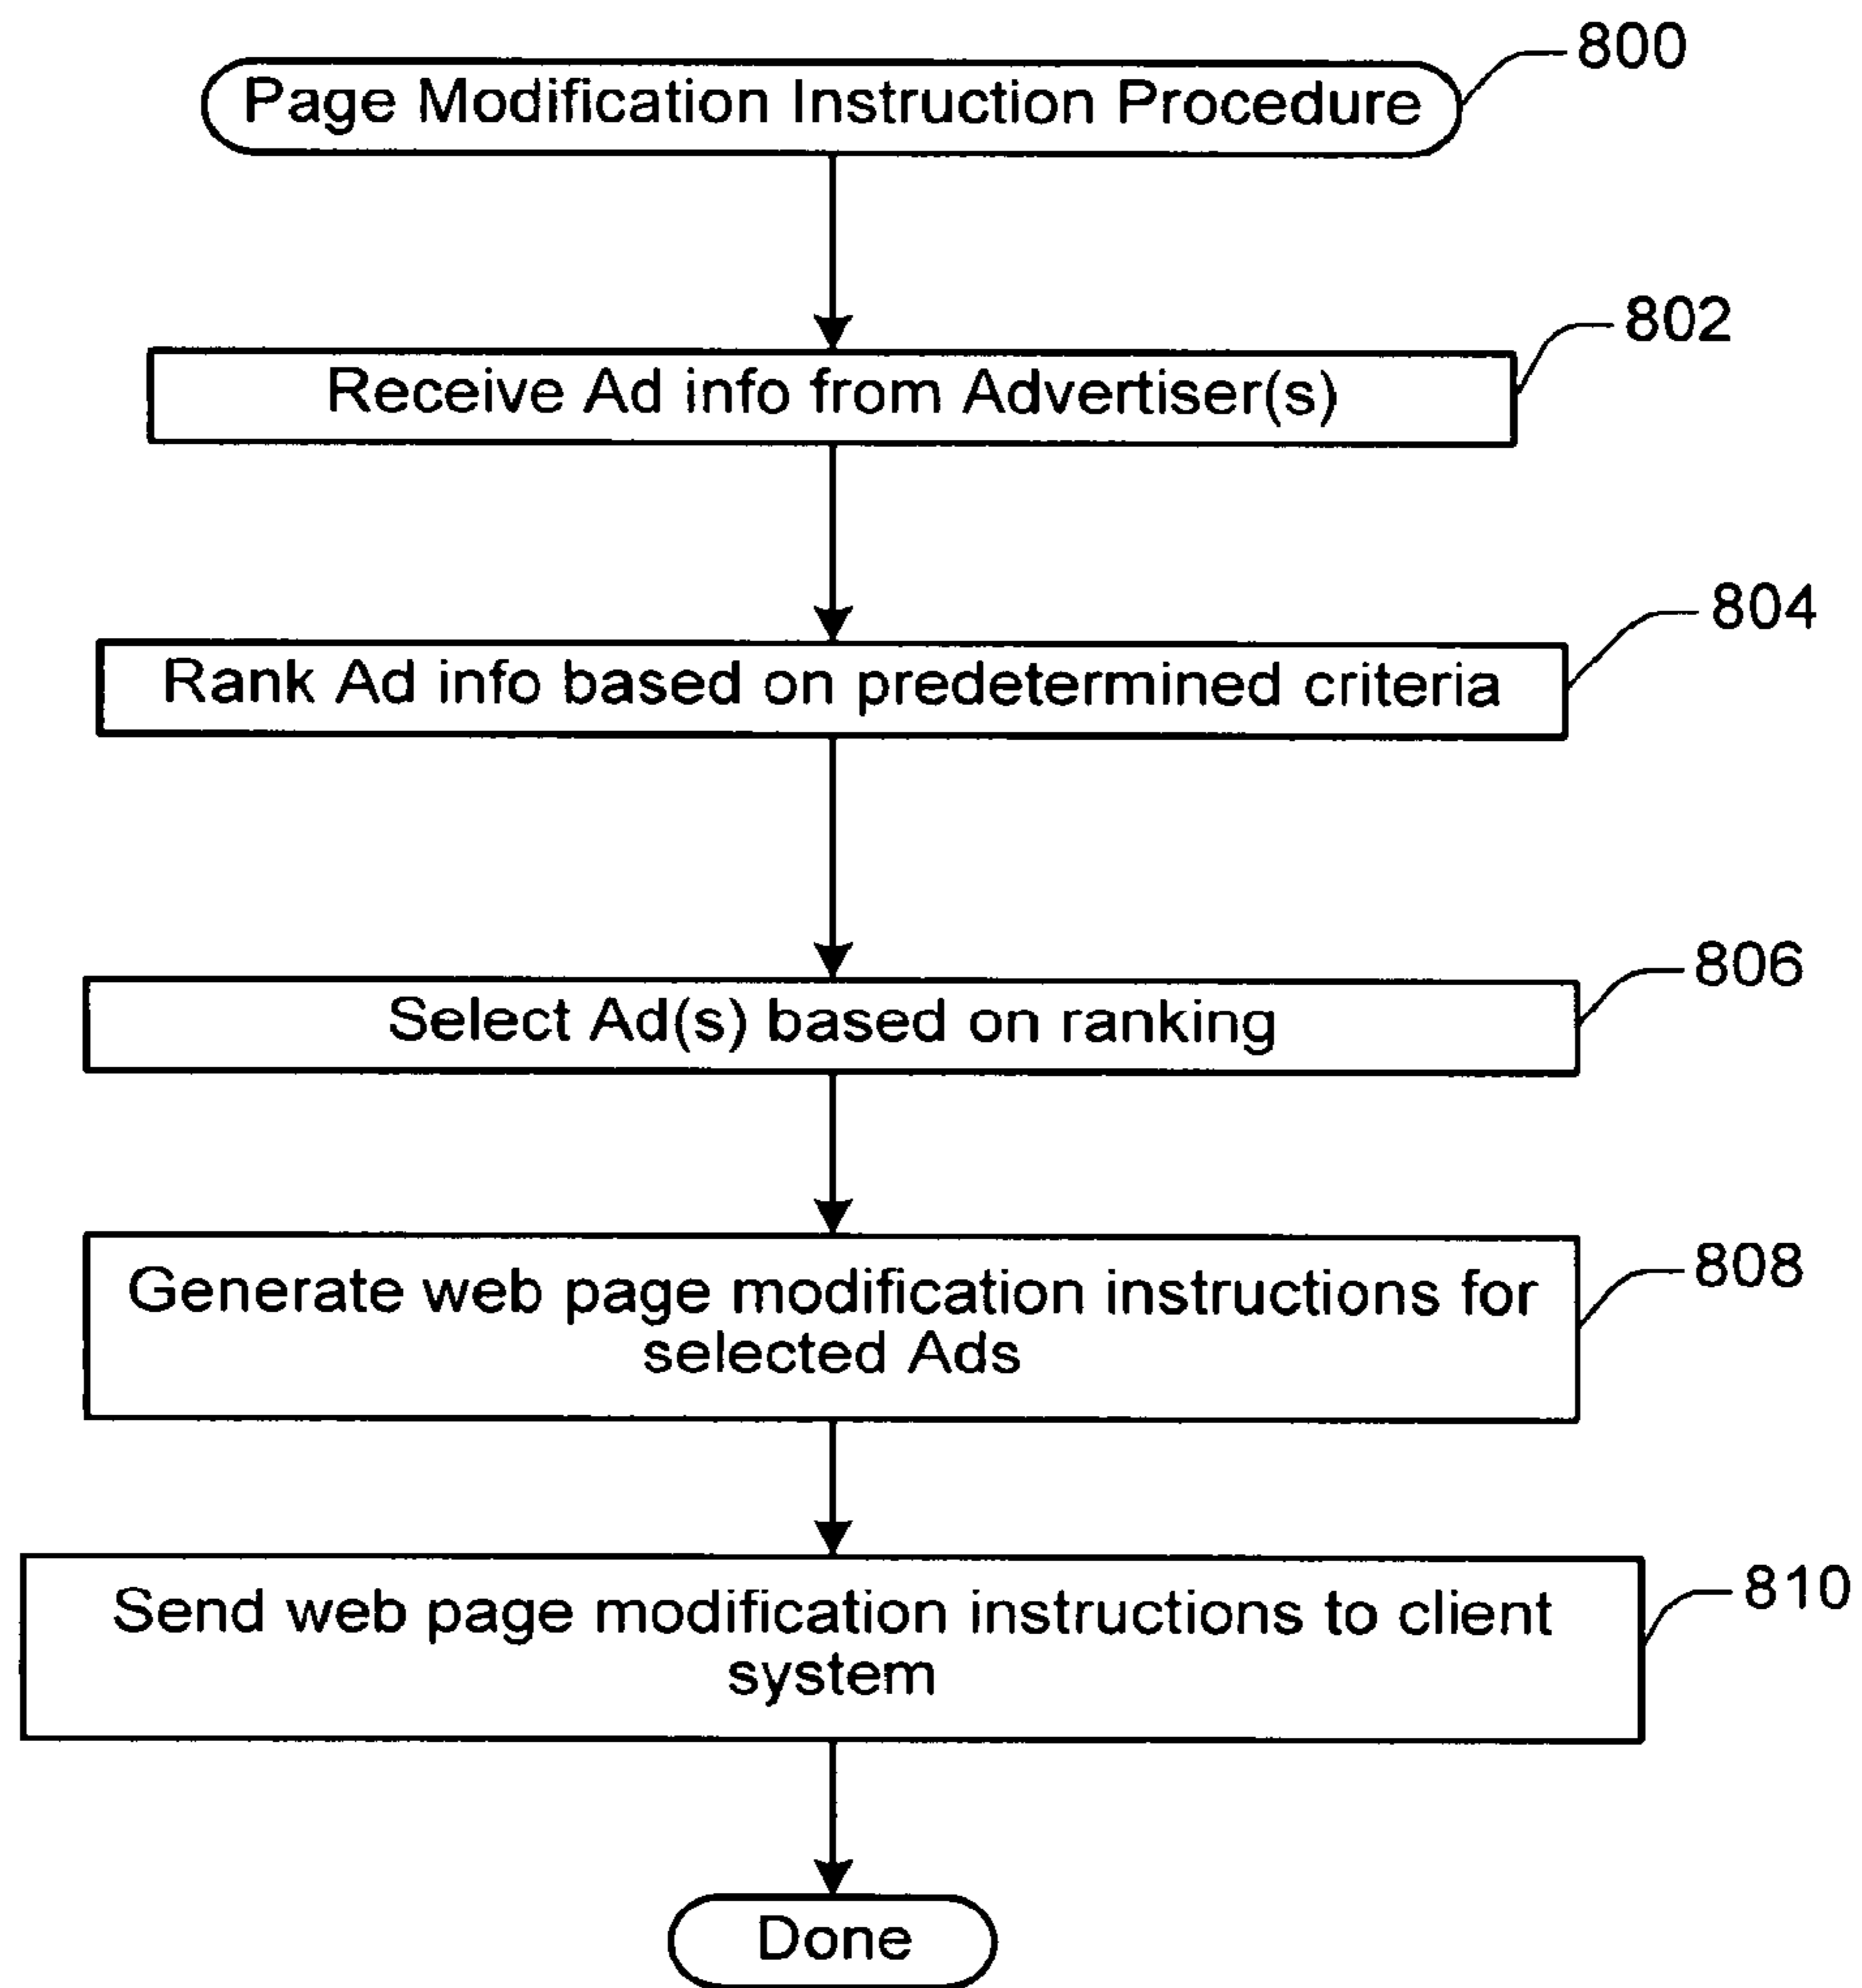 800
Page Modification Instruction Procedure
802
Receive Ad info from Advertiser(s)
804
Rank Ad info based on predetermined criteria
806
Select Ad(s) based on ranking
808
Generate web page modification instructions for
selected Ads
810
Send web page modification instructions to client
system
Done